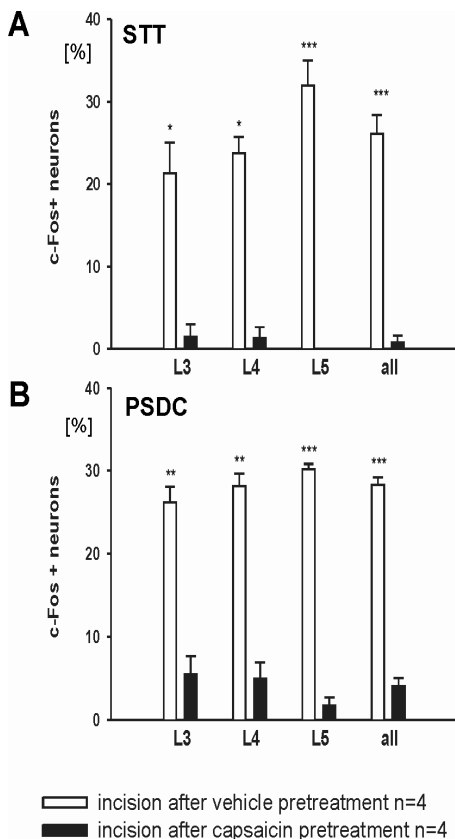 A
STT
[%]
c-Fos+ neurons
40
30
20
10
0
*
*
***
***
L3 L4 L5 all
B
PSDC
[%]
c-Fos + neurons
40
30
20
10
0
**
**
***
***
L3 L4 L5 all
incision after vehicle pretreatment n=4
incision after capsaicin pretreatment n=4